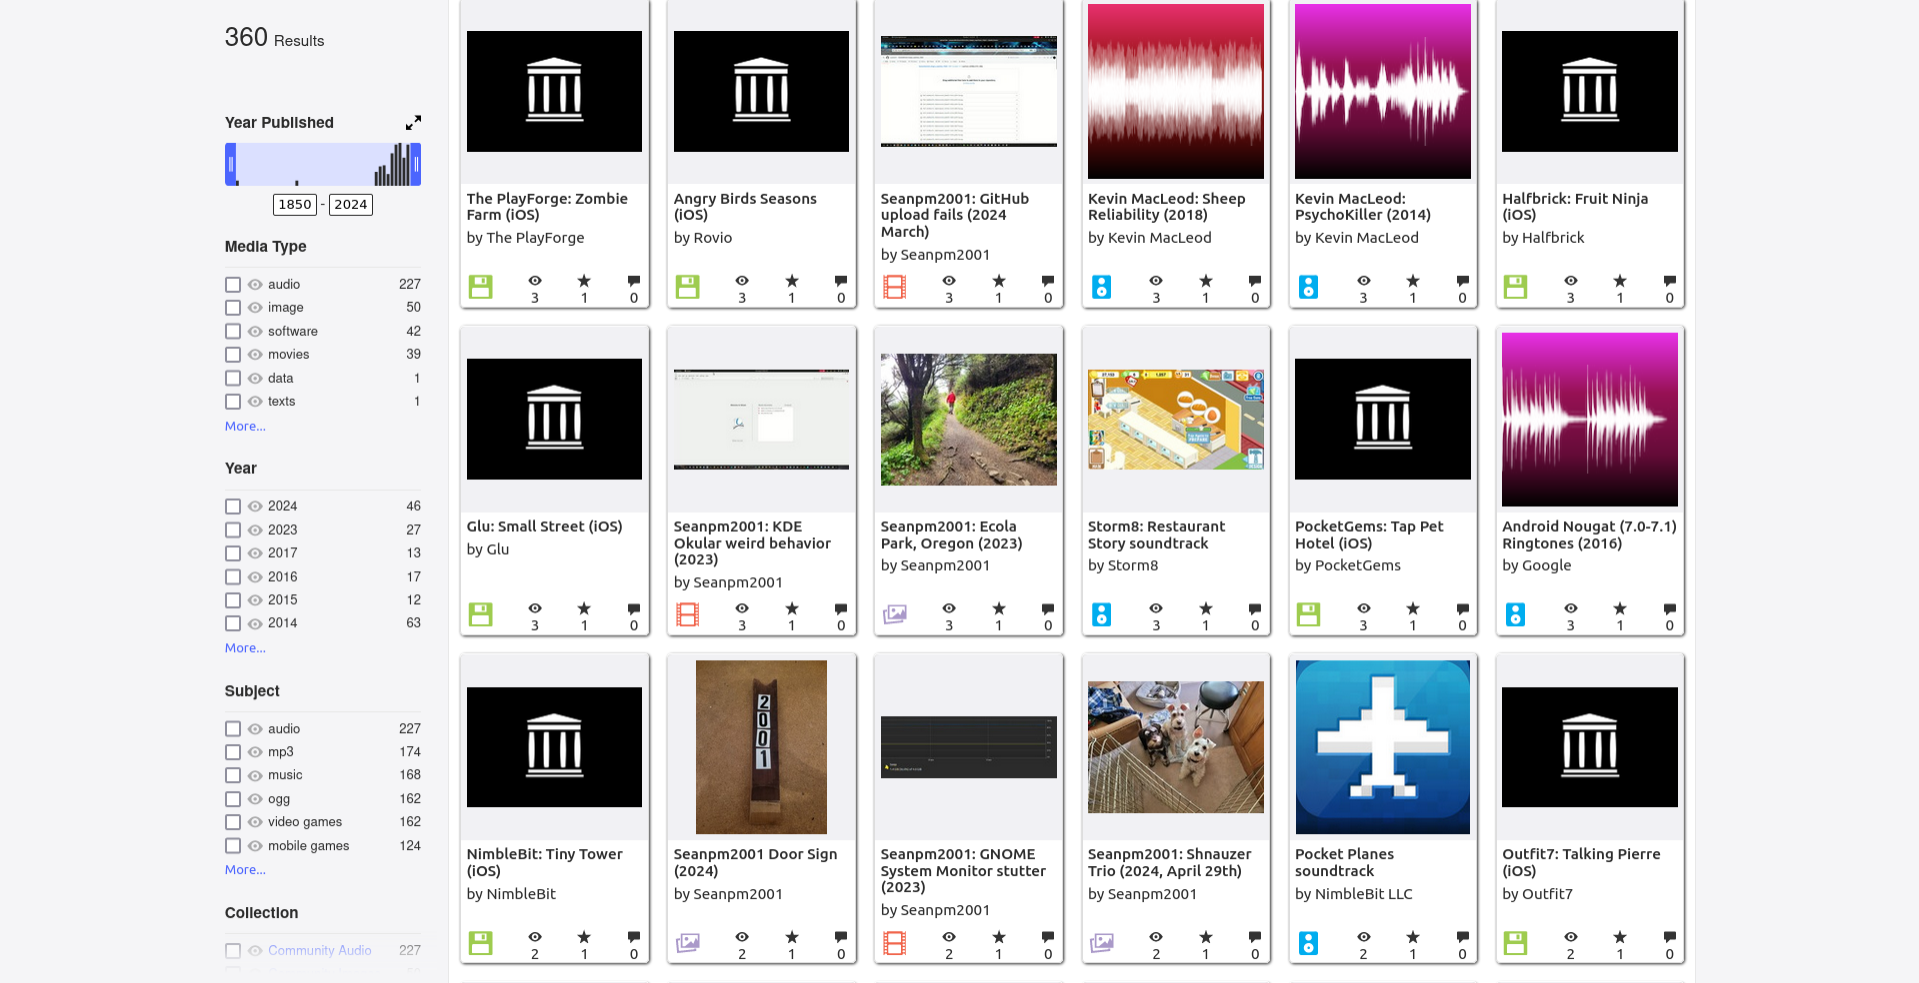 360 Results
Year Published
1850 - 2024
Media Type
audio 227
image 50
software 42
movies 39
data 1
texts 1
More...
Year
2024 46
2023 27
2017 13
2016 17
2015 12
2014 63
More...
Subject
audio 227
mp3 174
music 168
ogg 162
video games 162
mobile games 124
More...
Collection
Community Audio 227
The PlayForge: Zombie
Farm (iOS)
by The PlayForge
3 1 0
Angry Birds Seasons
(iOS)
by Rovio
3 1 0
Seanpm2001: GitHub
upload fails (2024
March)
by Seanpm2001
3 1 0
Kevin MacLeod: Sheep
Reliability (2018)
by Kevin MacLeod
3 1 0
Kevin MacLeod:
PsychoKiller (2014)
by Kevin MacLeod
3 1 0
Halfbrick: Fruit Ninja
(iOS)
by Halfbrick
3 1 0
Glu: Small Street (iOS)
by Glu
3 1 0
Seanpm2001: KDE
Okular weird behavior
(2023)
by Seanpm2001
3 1 0
Seanpm2001: Ecola
Park, Oregon (2023)
by Seanpm2001
3 1 0
Storm8: Restaurant
Story soundtrack
by Storm8
3 1 0
PocketGems: Tap Pet
Hotel (iOS)
by PocketGems
3 1 0
Android Nougat (7.0-7.1)
Ringtones (2016)
by Google
3 1 0
NimbleBit: Tiny Tower
(iOS)
by NimbleBit
2 1 0
2001
Seanpm2001 Door Sign
(2024)
by Seanpm2001
2 1 0
Seanpm2001: GNOME
System Monitor stutter
(2023)
by Seanpm2001
2 1 0
Seanpm2001: Shnauzer
Trio (2024, April 29th)
by Seanpm2001
2 1 0
Pocket Planes
soundtrack
by NimbleBit LLC
2 1 0
Outfit7: Talking Pierre
(iOS)
by Outfit7
2 1 0